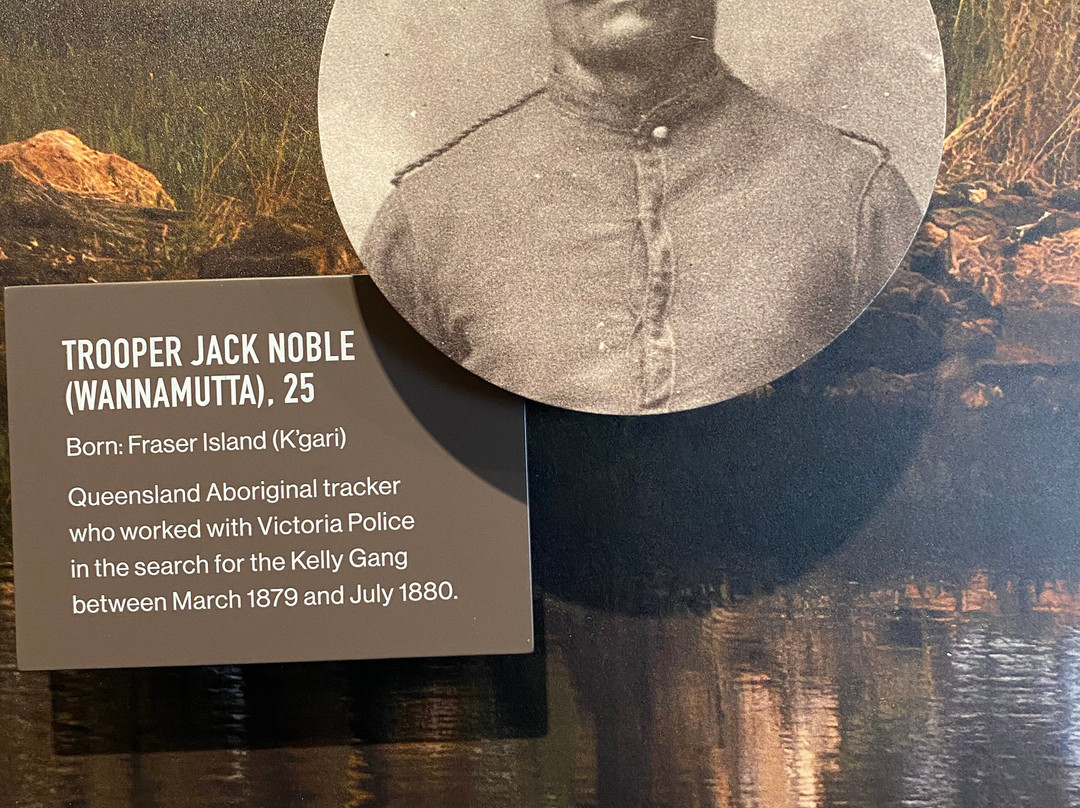 TROOPER JACK NOBLE
(WANNAMUTTA), 25
Born: Fraser Island (K’gari)
Queensland Aboriginal tracker
who worked with Victoria Police
in the search for the Kelly Gang
between March 1879 and July 1880.